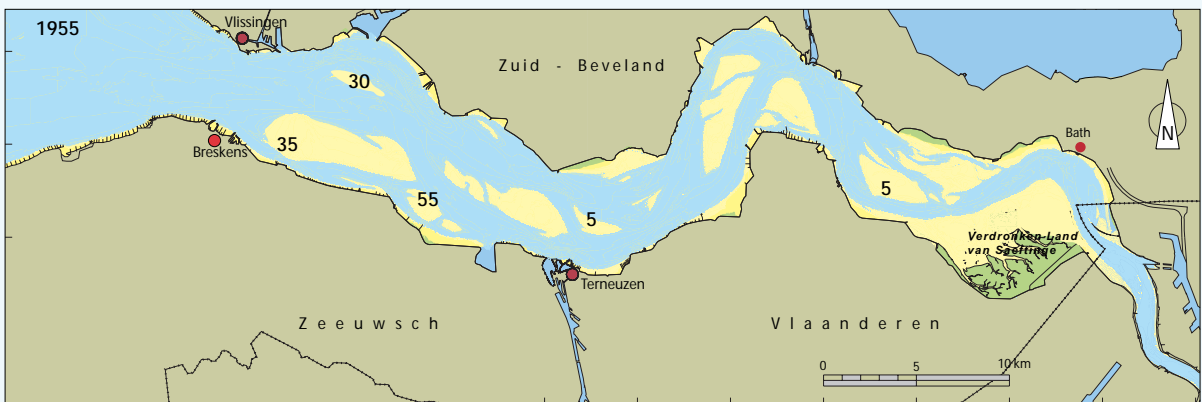 1955
Vlissingen
30
Zuid - Beveland
N
Bath
35
Breskens
55
5
5
Verdronken Land
van Saeftinge
Terneuzen
Zeeuwsch
Vlaanderen
0 5 10 km